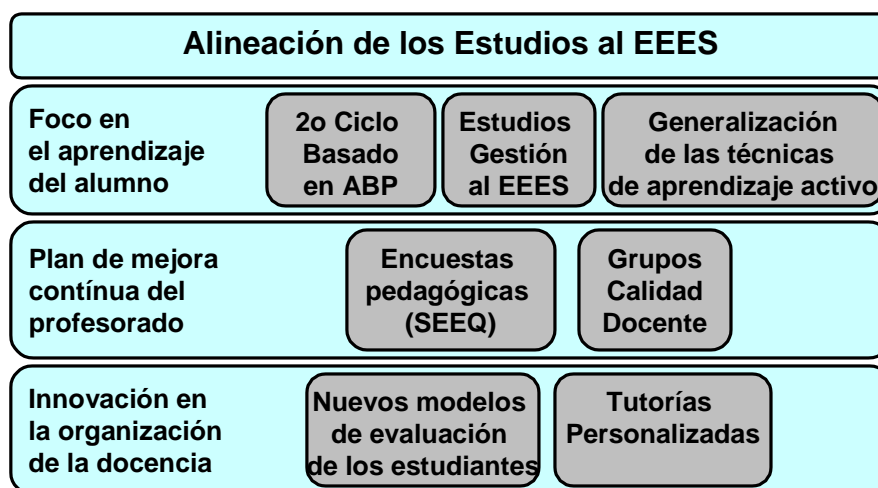 Alineación de los Estudios al EEES
Foco en
el aprendizaje
del alumno
2o Ciclo
Basado
en ABP
Estudios
Gestión
al EEES
Generalización
de las técnicas
de aprendizaje activo
Plan de mejora
contínua del
profesorado
Encuestas
pedagógicas
(SEEQ)
Grupos
Calidad
Docente
Innovación en
la organización
de la docencia
Nuevos modelos
de evaluación
de los estudiantes
Tutorías
Personalizadas